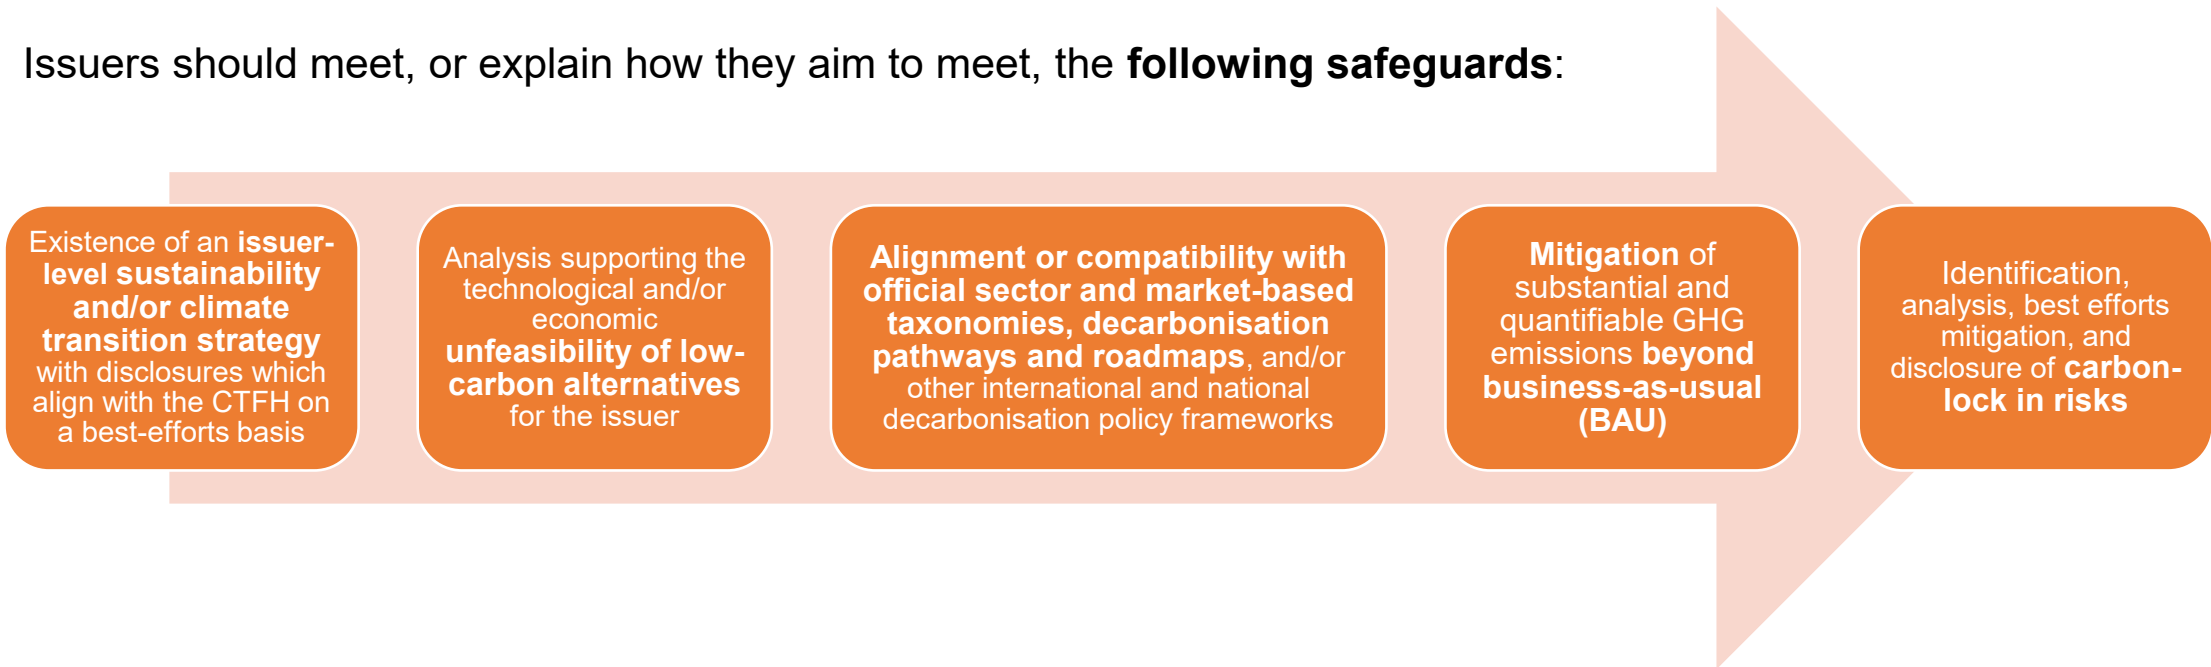 Issuers should meet, or explain how they aim to meet, the following safeguards:
Existence of an issuer-
level sustainability
and/or climate
transition strategy
with disclosures which
align with the CTFH on
a best-efforts basis
Analysis supporting the
technological and/or
economic
unfeasibility of low-
carbon alternatives
for the issuer
Alignment or compatibility with
official sector and market-based
taxonomies, decarbonisation
pathways and roadmaps, and/or
other international and national
decarbonisation policy frameworks
Mitigation of
substantial and
quantifiable GHG
emissions beyond
business-as-usual
(BAU)
Identification,
analysis, best efforts
mitigation, and
disclosure of carbon-
lock in risks